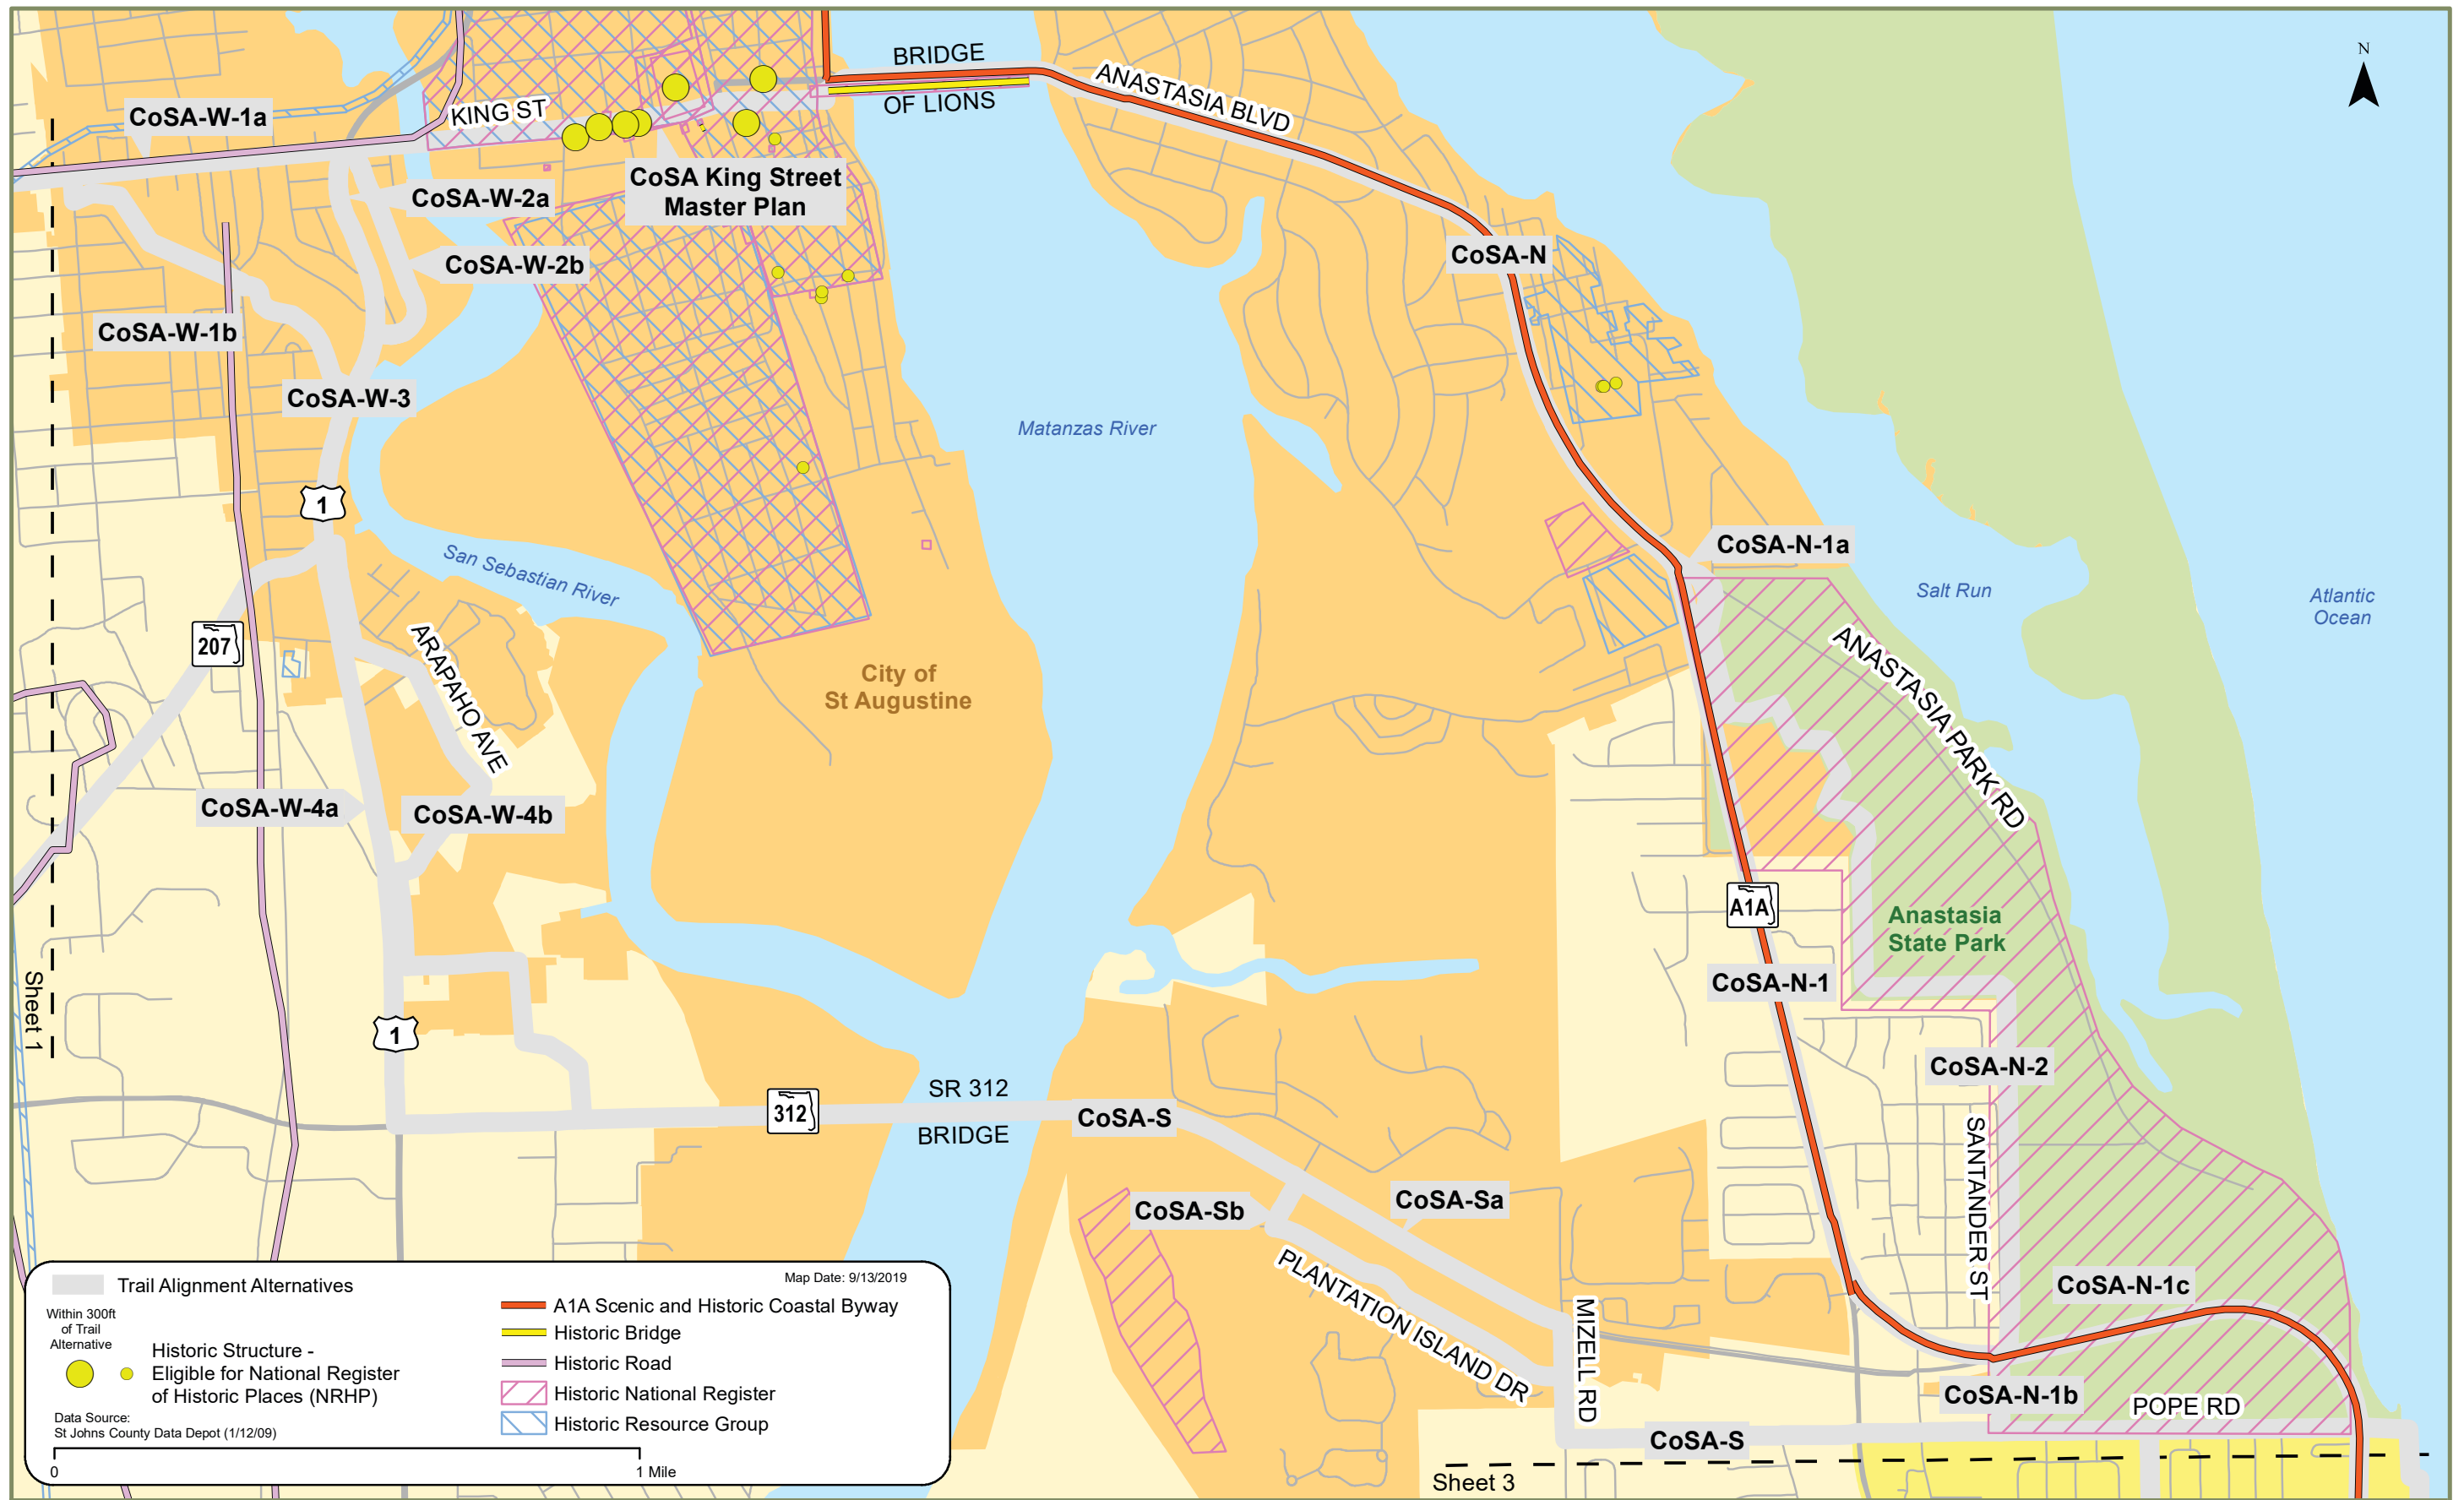 N
BRIDGE
OF LIONS
ANASTASIA BLVD
CoSA-W-1a
KING ST
CoSA King Street
Master Plan
CoSA-W-2a
CoSA-W-2b
CoSA-N
CoSA-W-1b
CoSA-W-3
Matanzas River
1
CoSA-N-1a
San Sebastian River
Salt Run
Atlantic
Ocean
207
ARAPAHO AVE
City of
St Augustine
ANASTASIA PARK RD
CoSA-W-4a
CoSA-W-4b
A1A
Anastasia
State Park
CoSA-N-1
Sheet 1
1
CoSA-N-2
SR 312
BRIDGE
312
CoSA-S
SANTANDER ST
CoSA-Sb
CoSA-Sa
PLANTATION ISLAND DR
MIZELL RD
CoSA-N-1c
CoSA-N-1b
POPE RD
CoSA-S
Sheet 3
Trail Alignment Alternatives
Within 300ft
of Trail
Alternative
Historic Structure -
Eligible for National Register
of Historic Places (NRHP)
Data Source:
St Johns County Data Depot (1/12/09)
0
1 Mile
Map Date: 9/13/2019
A1A Scenic and Historic Coastal Byway
Historic Bridge
Historic Road
Historic National Register
Historic Resource Group